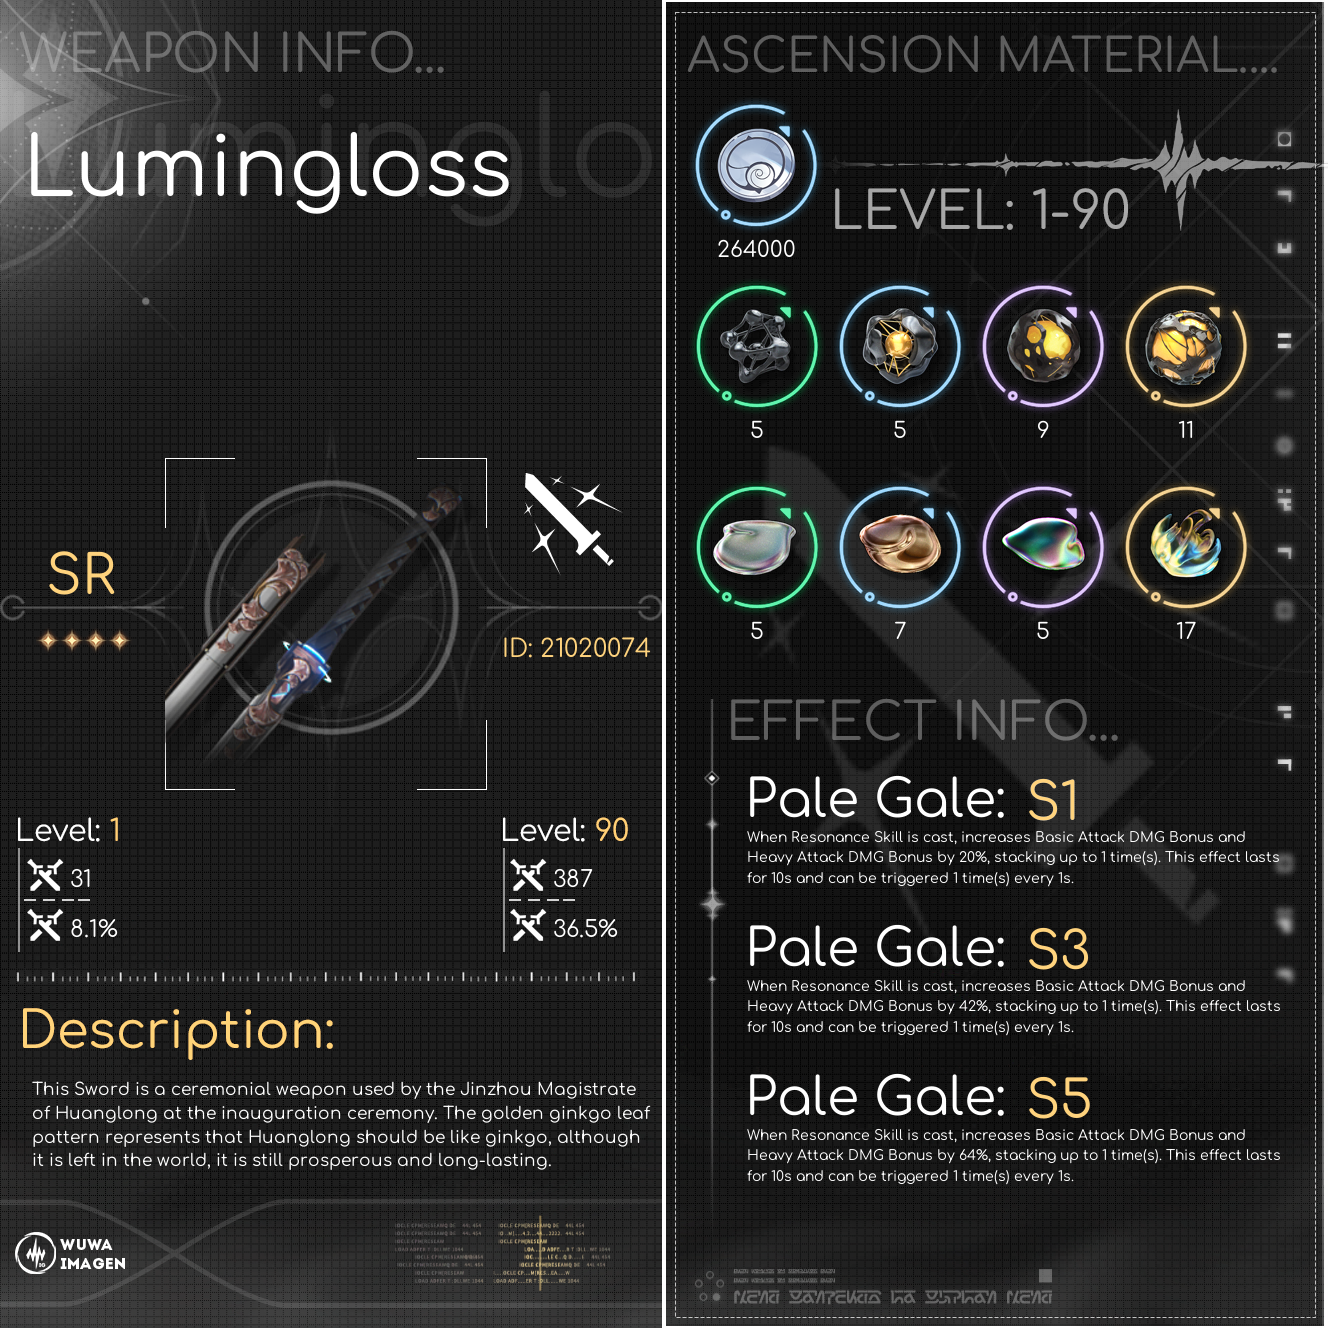 WEAPON INFO...
Lumingloss
SR
ID: 21020074
Level: 1
31
8.1%
Level: 90
387
36.5%
Description:
This Sword is a ceremonial weapon used by the Jinzhou Magistrate
of Huanglong at the inauguration ceremony. The golden ginkgo leaf
pattern represents that Huanglong should be like ginkgo, although
it is left in the world, it is still prosperous and long-lasting.
WUWA
IMAGEN
ASCENSION MATERIAL....
LEVEL: 1-90
264000
5
5
9
11
5
7
5
17
EFFECT INFO...
Pale Gale: S1
When Resonance Skill is cast, increases Basic Attack DMG Bonus and
Heavy Attack DMG Bonus by 20%, stacking up to 1 time(s). This effect lasts
for 10s and can be triggered 1 time(s) every 1s.
Pale Gale: S3
When Resonance Skill is cast, increases Basic Attack DMG Bonus and
Heavy Attack DMG Bonus by 42%, stacking up to 1 time(s). This effect lasts
for 10s and can be triggered 1 time(s) every 1s.
Pale Gale: S5
When Resonance Skill is cast, increases Basic Attack DMG Bonus and
Heavy Attack DMG Bonus by 64%, stacking up to 1 time(s). This effect lasts
for 10s and can be triggered 1 time(s) every 1s.